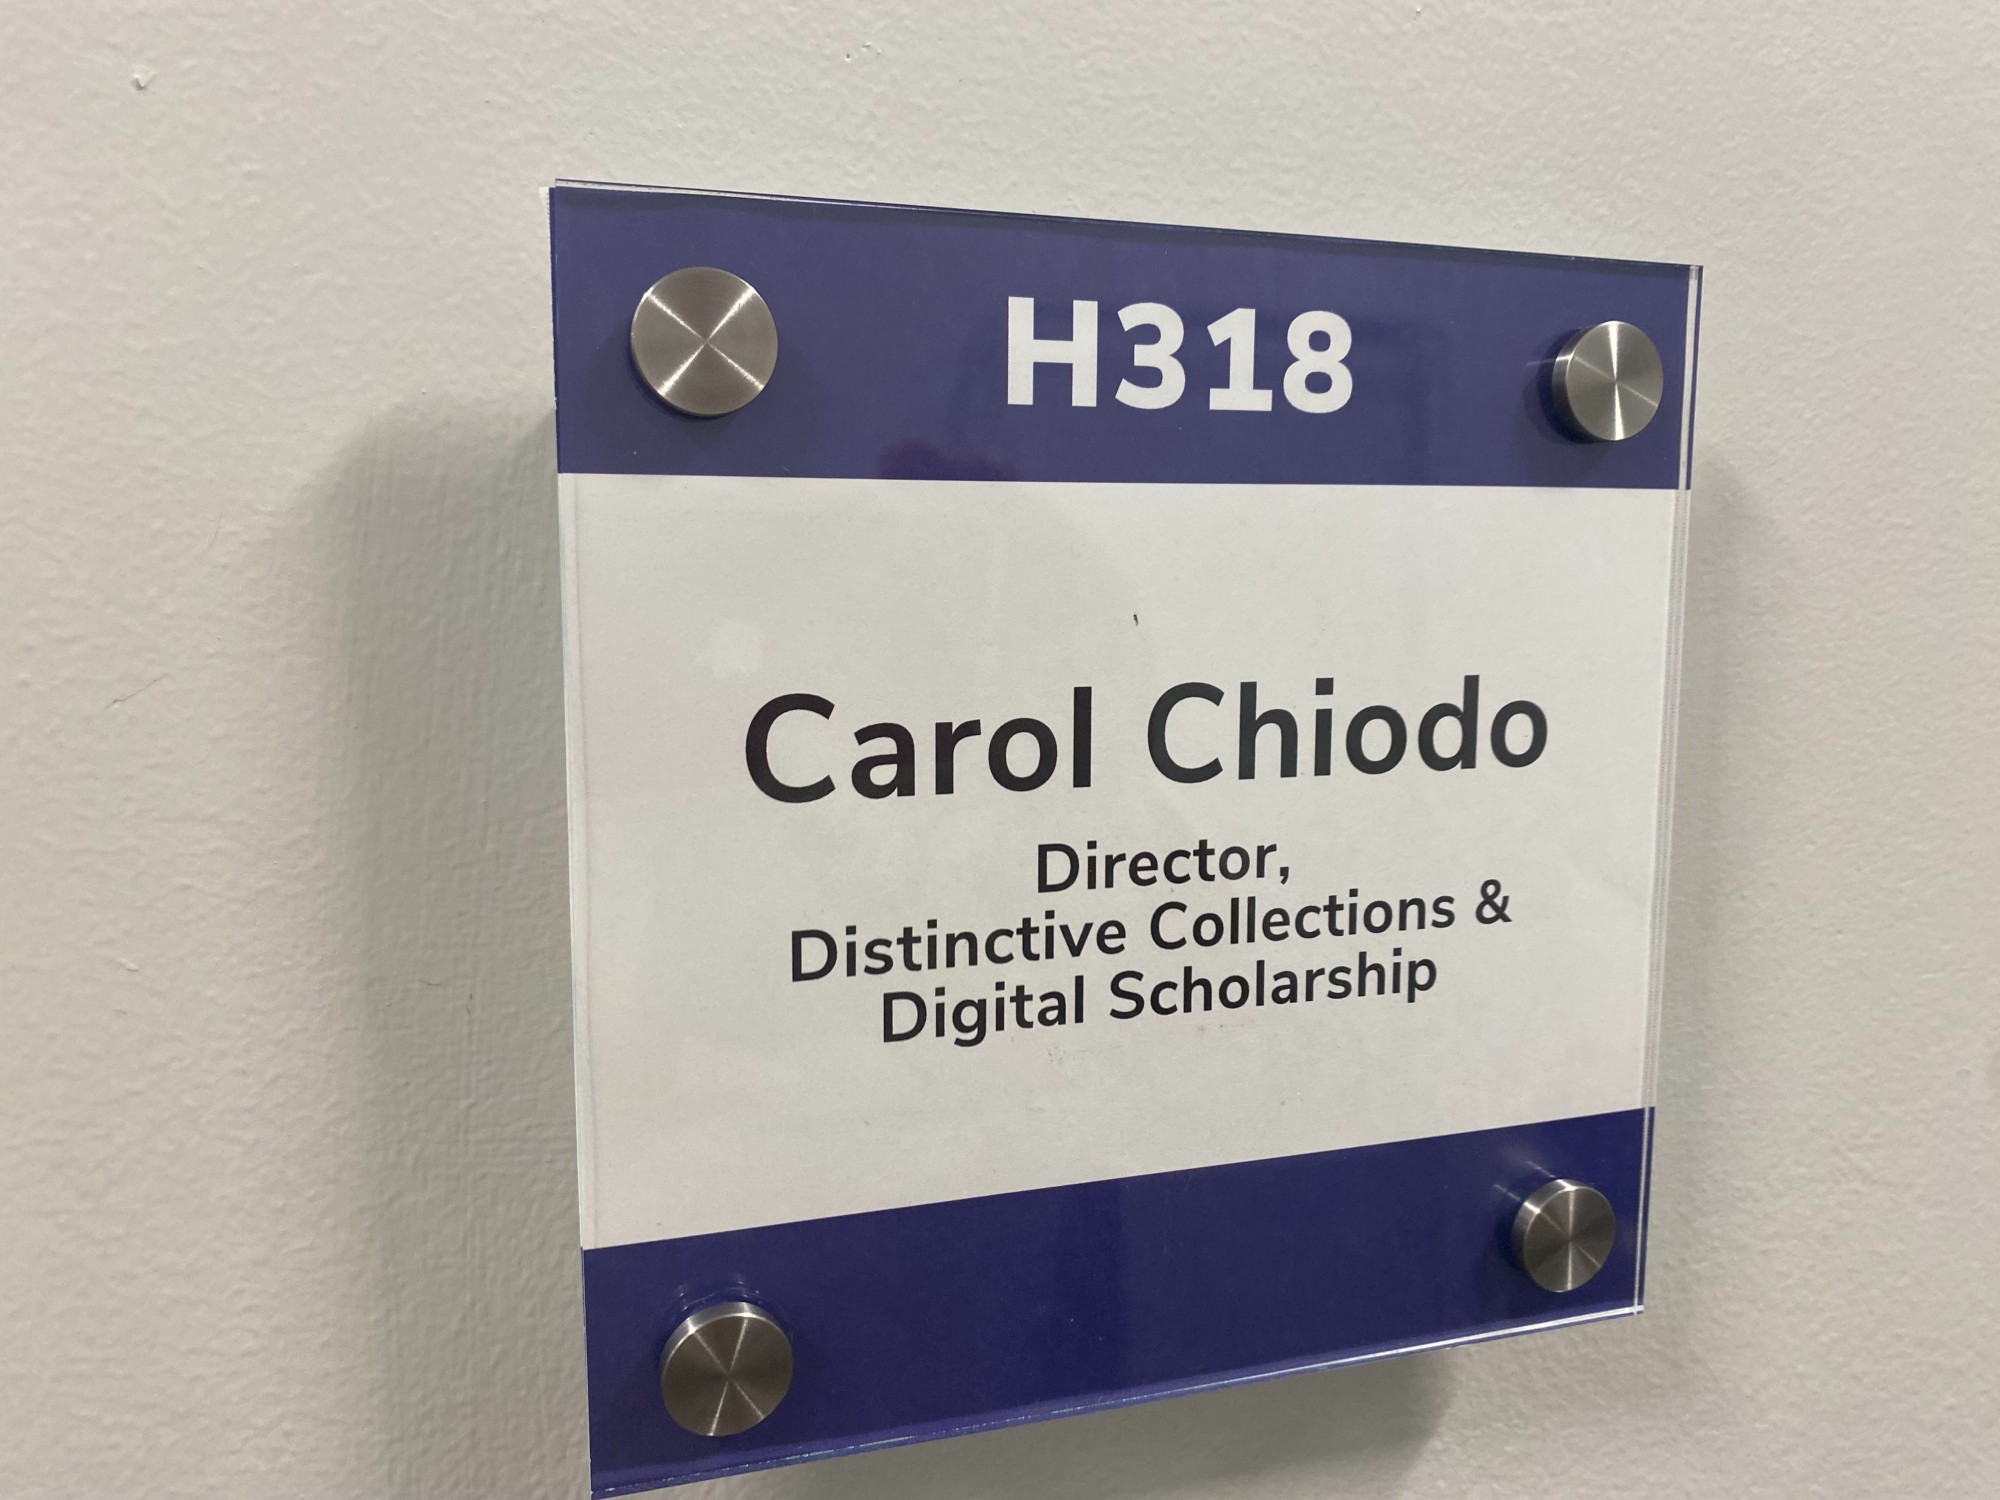 H318
Carol Chiodo
Director,
Distinctive Collections &
Digital Scholarship